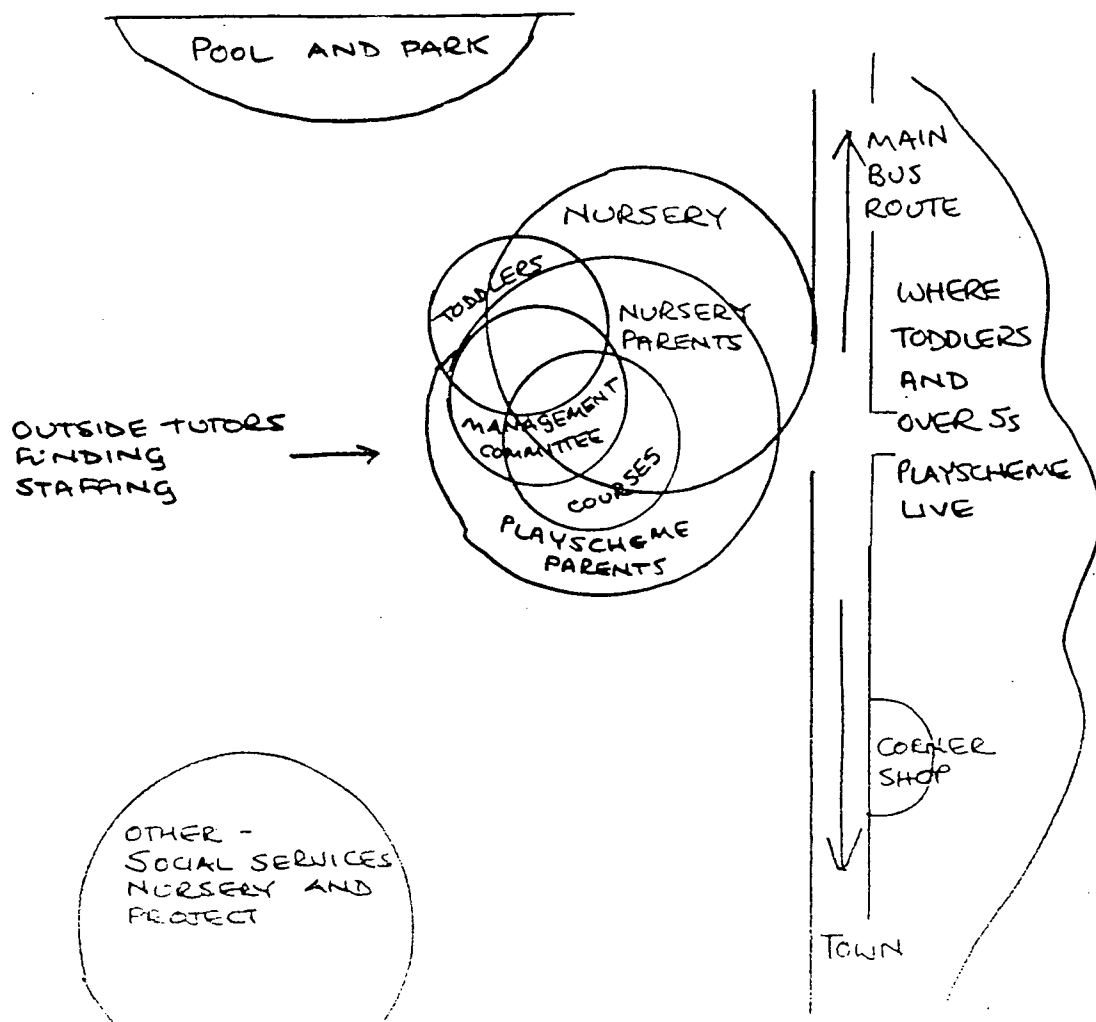 POOL AND PARK
MAIN
BUS
ROUTE
NURSERY
TODDLERS
NURSERY
PARENTS
WHERE
TODDLERS
AND
OVER 5s
PLAYSCHEME
LIVE
OUTSIDE TUTORS
FUNDING
STAFFING
MANAGEMENT
COMMITTEE
COURSES
PLAYSCHEME
PARENTS
CORNER
SHOP
OTHER -
SOCIAL SERVICES
NURSERY AND
PROJECT
TOWN